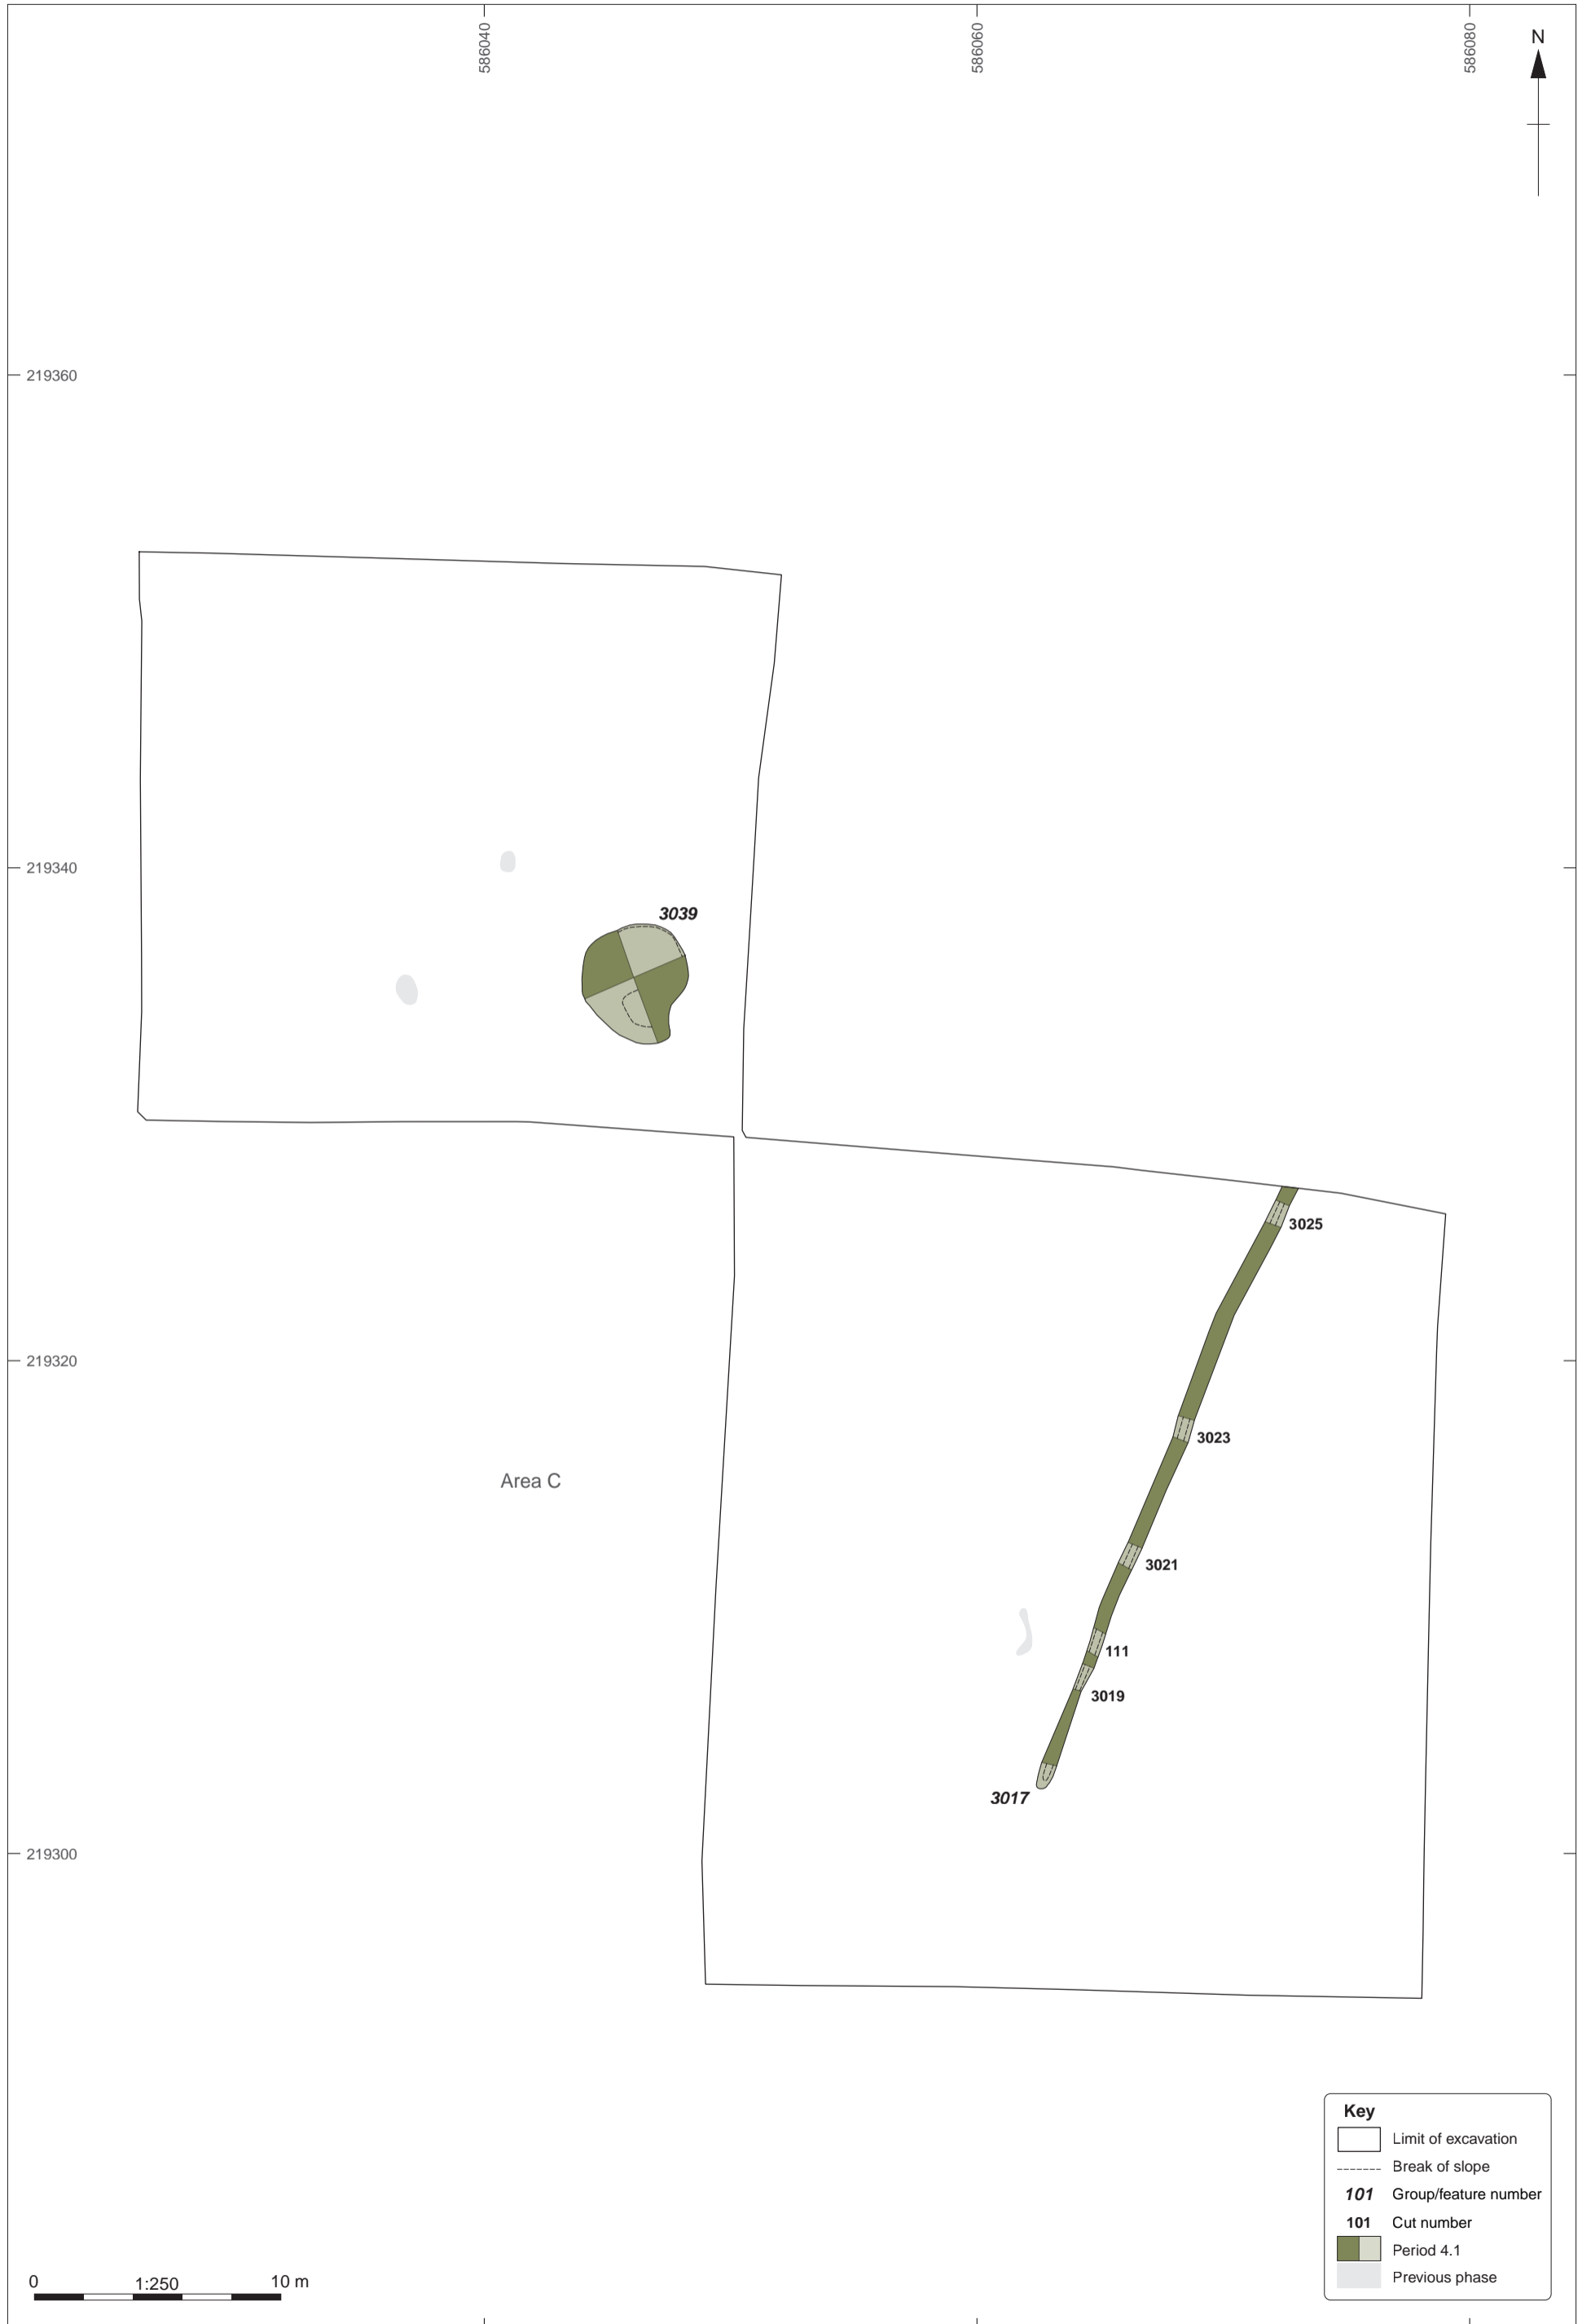 586040
586060
586080
N
219360
219340
3039
219320
3025
3023
Area C
3021
111
3019
3017
219300
Key
Limit of excavation
Break of slope
101 Group/feature number
101 Cut number
Period 4.1
Previous phase
0 1:250 10 m